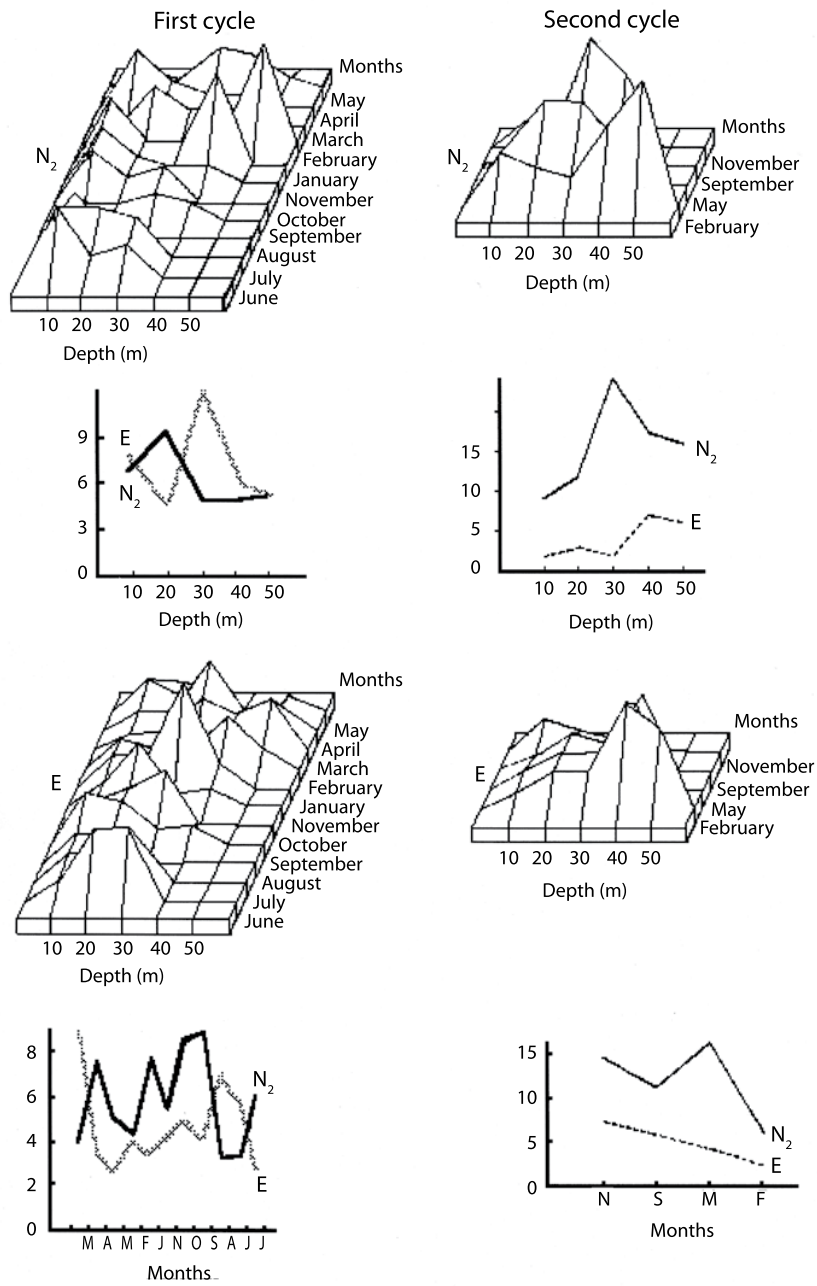 First cycle
Second cycle
N2
Months
May
April
March
February
January
November
October
September
August
July
June
10 20 30 40 50
Depth (m)
N2
Months
November
September
May
February
10 20 30 40 50
Depth (m)
9
6
3
0
E
N2
10 20 30 40 50
Depth (m)
15
10
5
0
N2
E
10 20 30 40 50
Depth (m)
E
Months
May
April
March
February
January
November
October
September
August
July
June
10 20 30 40 50
Depth (m)
E
Months
November
September
May
February
10 20 30 40 50
Depth (m)
8
6
4
2
0
N2
E
M A M F J N O S A J J
Months
15
10
5
0
N2
E
N S M F
Months